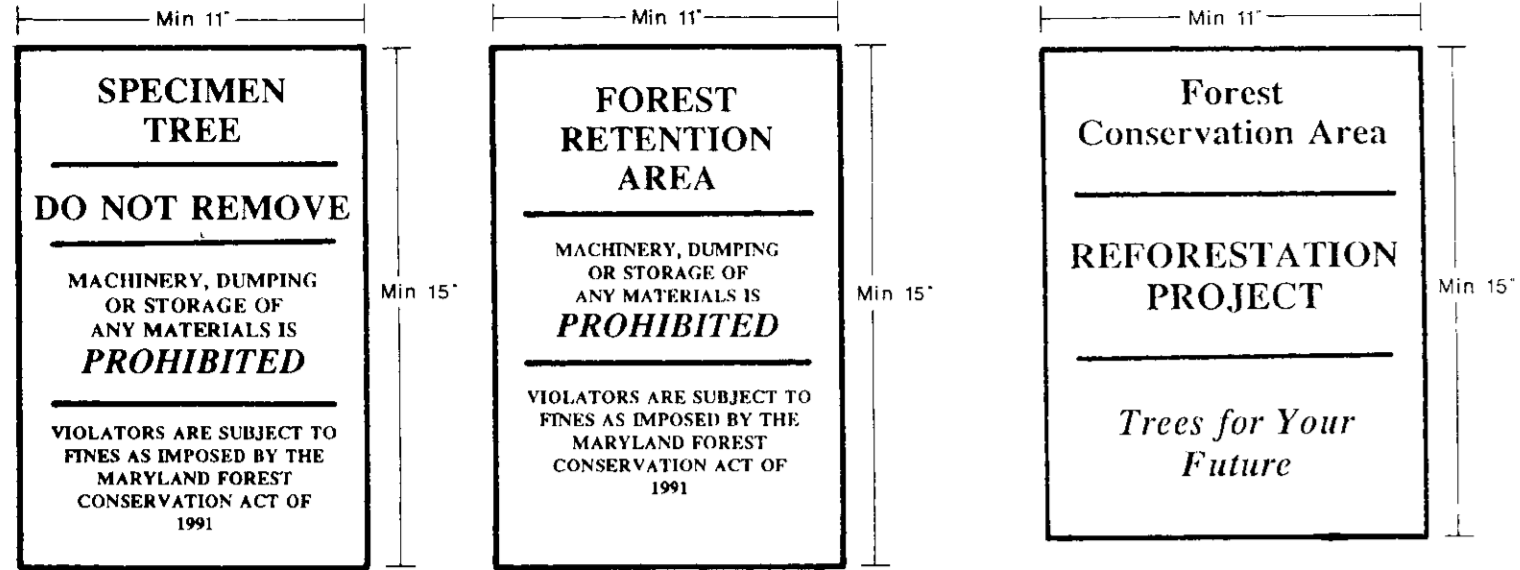 Min 11"
SPECIMEN
TREE
DO NOT REMOVE
MACHINERY, DUMPING
OR STORAGE OF
ANY MATERIALS IS
PROHIBITED
VIOLATORS ARE SUBJECT TO
FINES AS IMPOSED BY THE
MARYLAND FOREST
CONSERVATION ACT OF
1991
Min 15"
Min 11"
FOREST
RETENTION
AREA
MACHINERY, DUMPING
OR STORAGE OF
ANY MATERIALS IS
PROHIBITED
VIOLATORS ARE SUBJECT TO
FINES AS IMPOSED BY THE
MARYLAND FOREST
CONSERVATION ACT OF
1991
Min 15"
Min 11"
Forest
Conservation Area
REFORESTATION
PROJECT
Trees for Your
Future
Min 15"